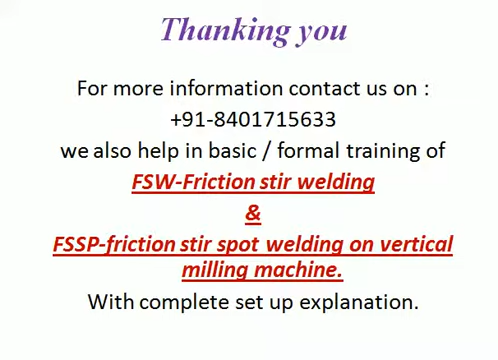 Thanking you
For more information contact us on :
+91-8401715633
we also help in basic / formal training of
FSW-Friction stir welding
&
FSSP-friction stir spot welding on vertical
milling machine.
With complete set up explanation.